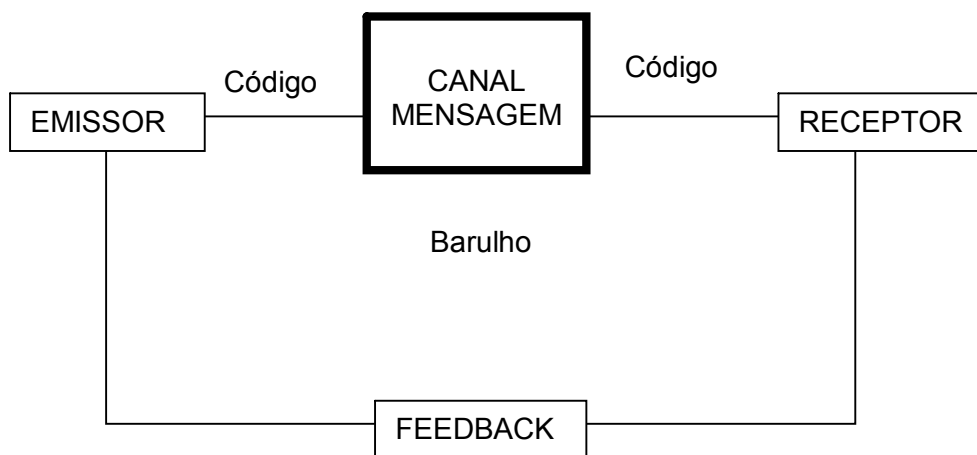 Código
CANAL
MENSAGEM
Código
EMISSOR
RECEPTOR
Barulho
FEEDBACK